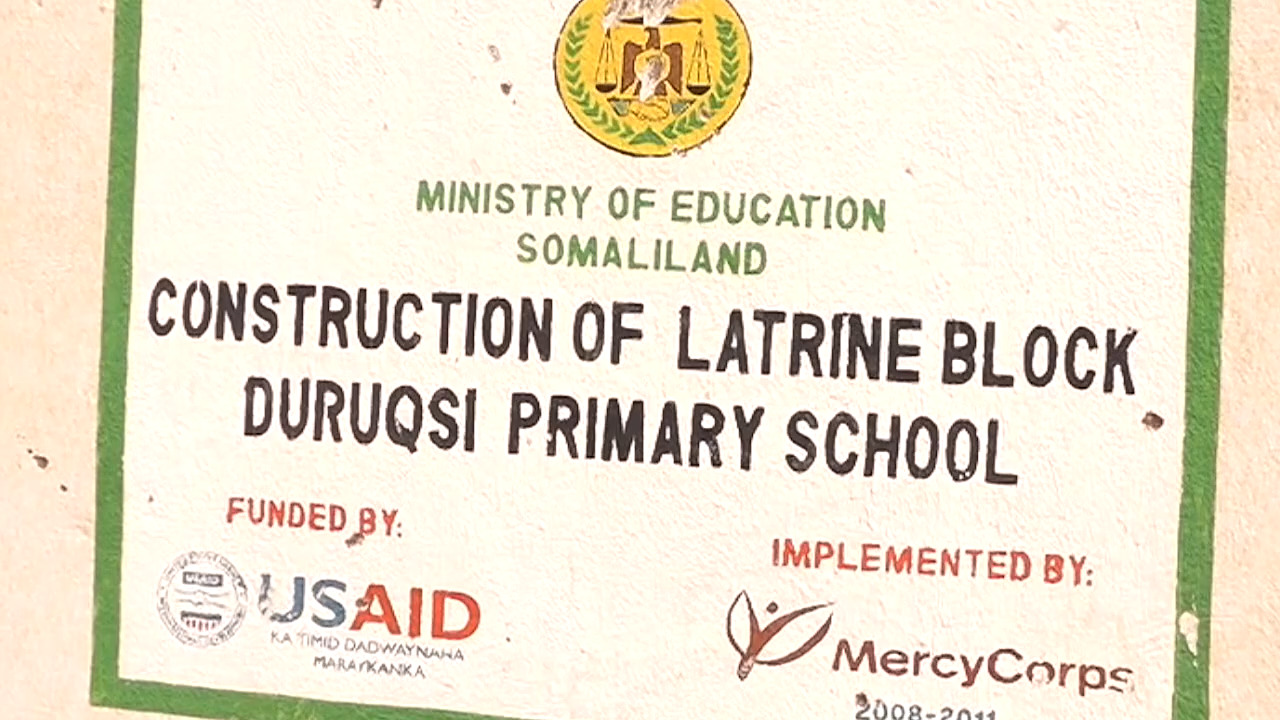 MINISTRY OF EDUCATION
SOMALILAND
CONSTRUCTION OF LATRINE BLOCK
DURUQSI PRIMARY SCHOOL
FUNDED BY:
IMPLEMENTED BY:
USAID
KA TIMID DADWAYNAHA
MARAYKANKA
MercyCorps
2008-2011